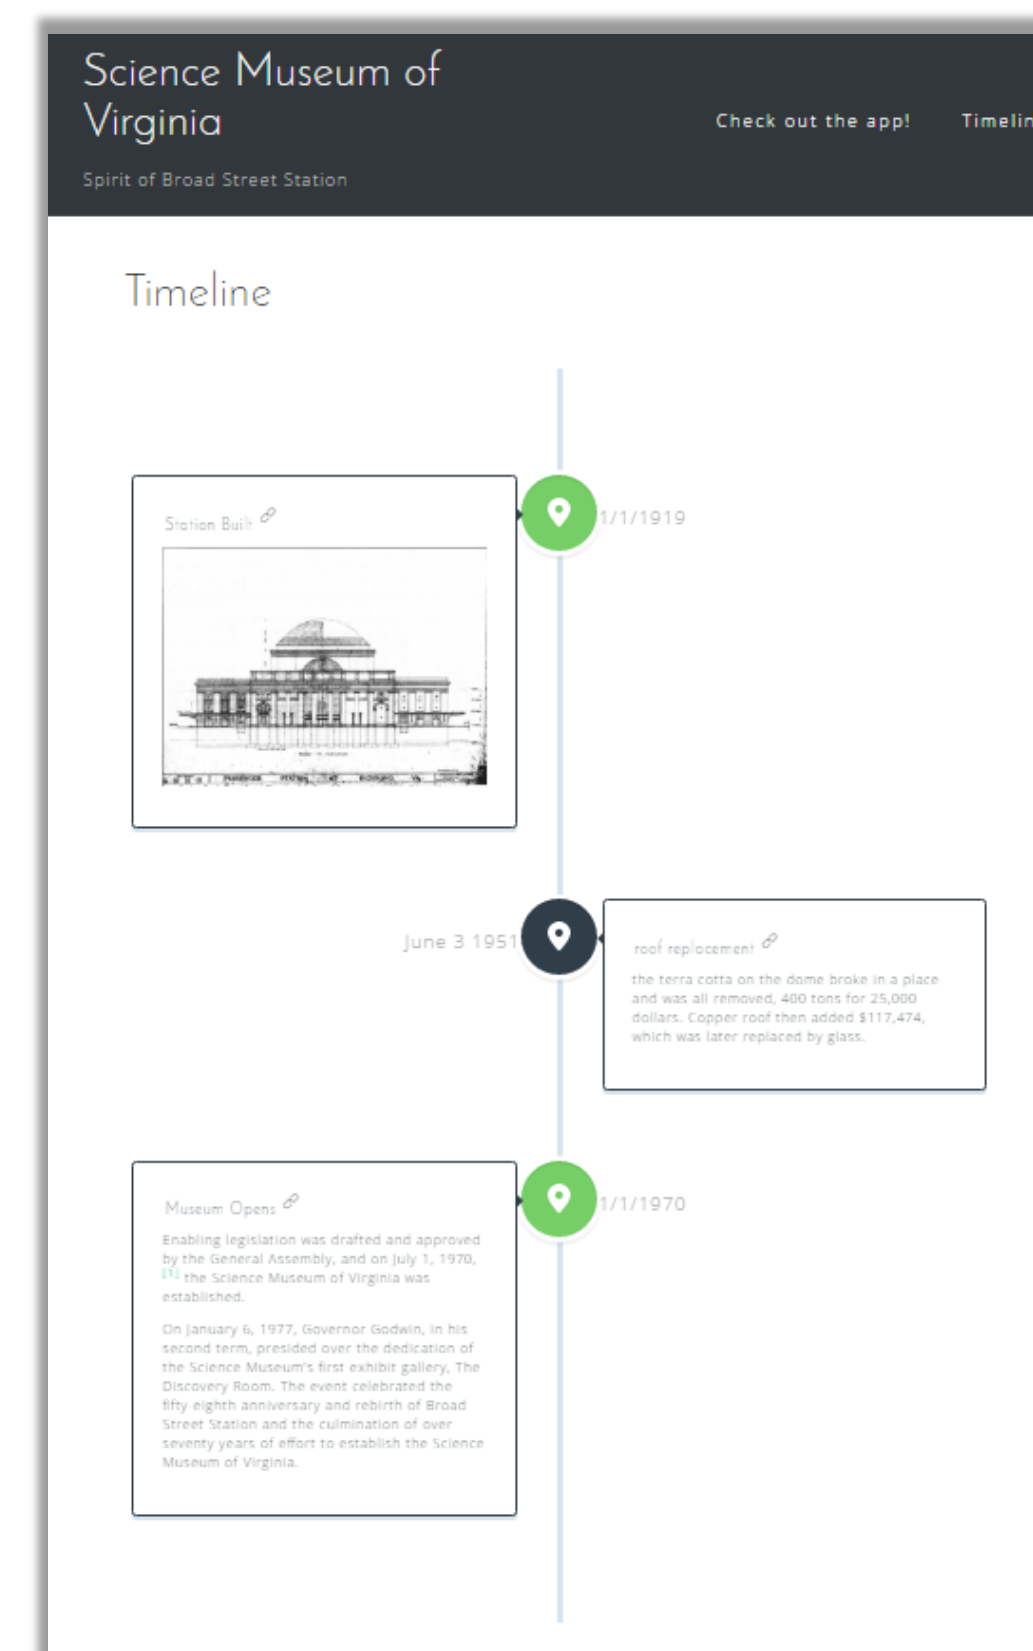 Science Museum of
Virginia
Check out the app!
Timelin
Spirit of Broad Street Station
Timeline
Station Built
1/1/1919
PASSENGER STATION AT RICHMOND VA
June 3 1951
roof replacement
the terra cotta on the dome broke in a place
and was all removed, 400 tons for 25,000
dollars. Copper roof then added $117,474,
which was later replaced by glass.
Museum Opens
1/1/1970
Enabling legislation was drafted and approved
by the General Assembly, and on July 1, 1970,
[1] the Science Museum of Virginia was
established.
On January 6, 1977, Governor Godwin, in his
second term, presided over the dedication of
the Science Museum's first exhibit gallery, The
Discovery Room. The event celebrated the
fifty-eighth anniversary and rebirth of Broad
Street Station and the culmination of over
seventy years of effort to establish the Science
Museum of Virginia.